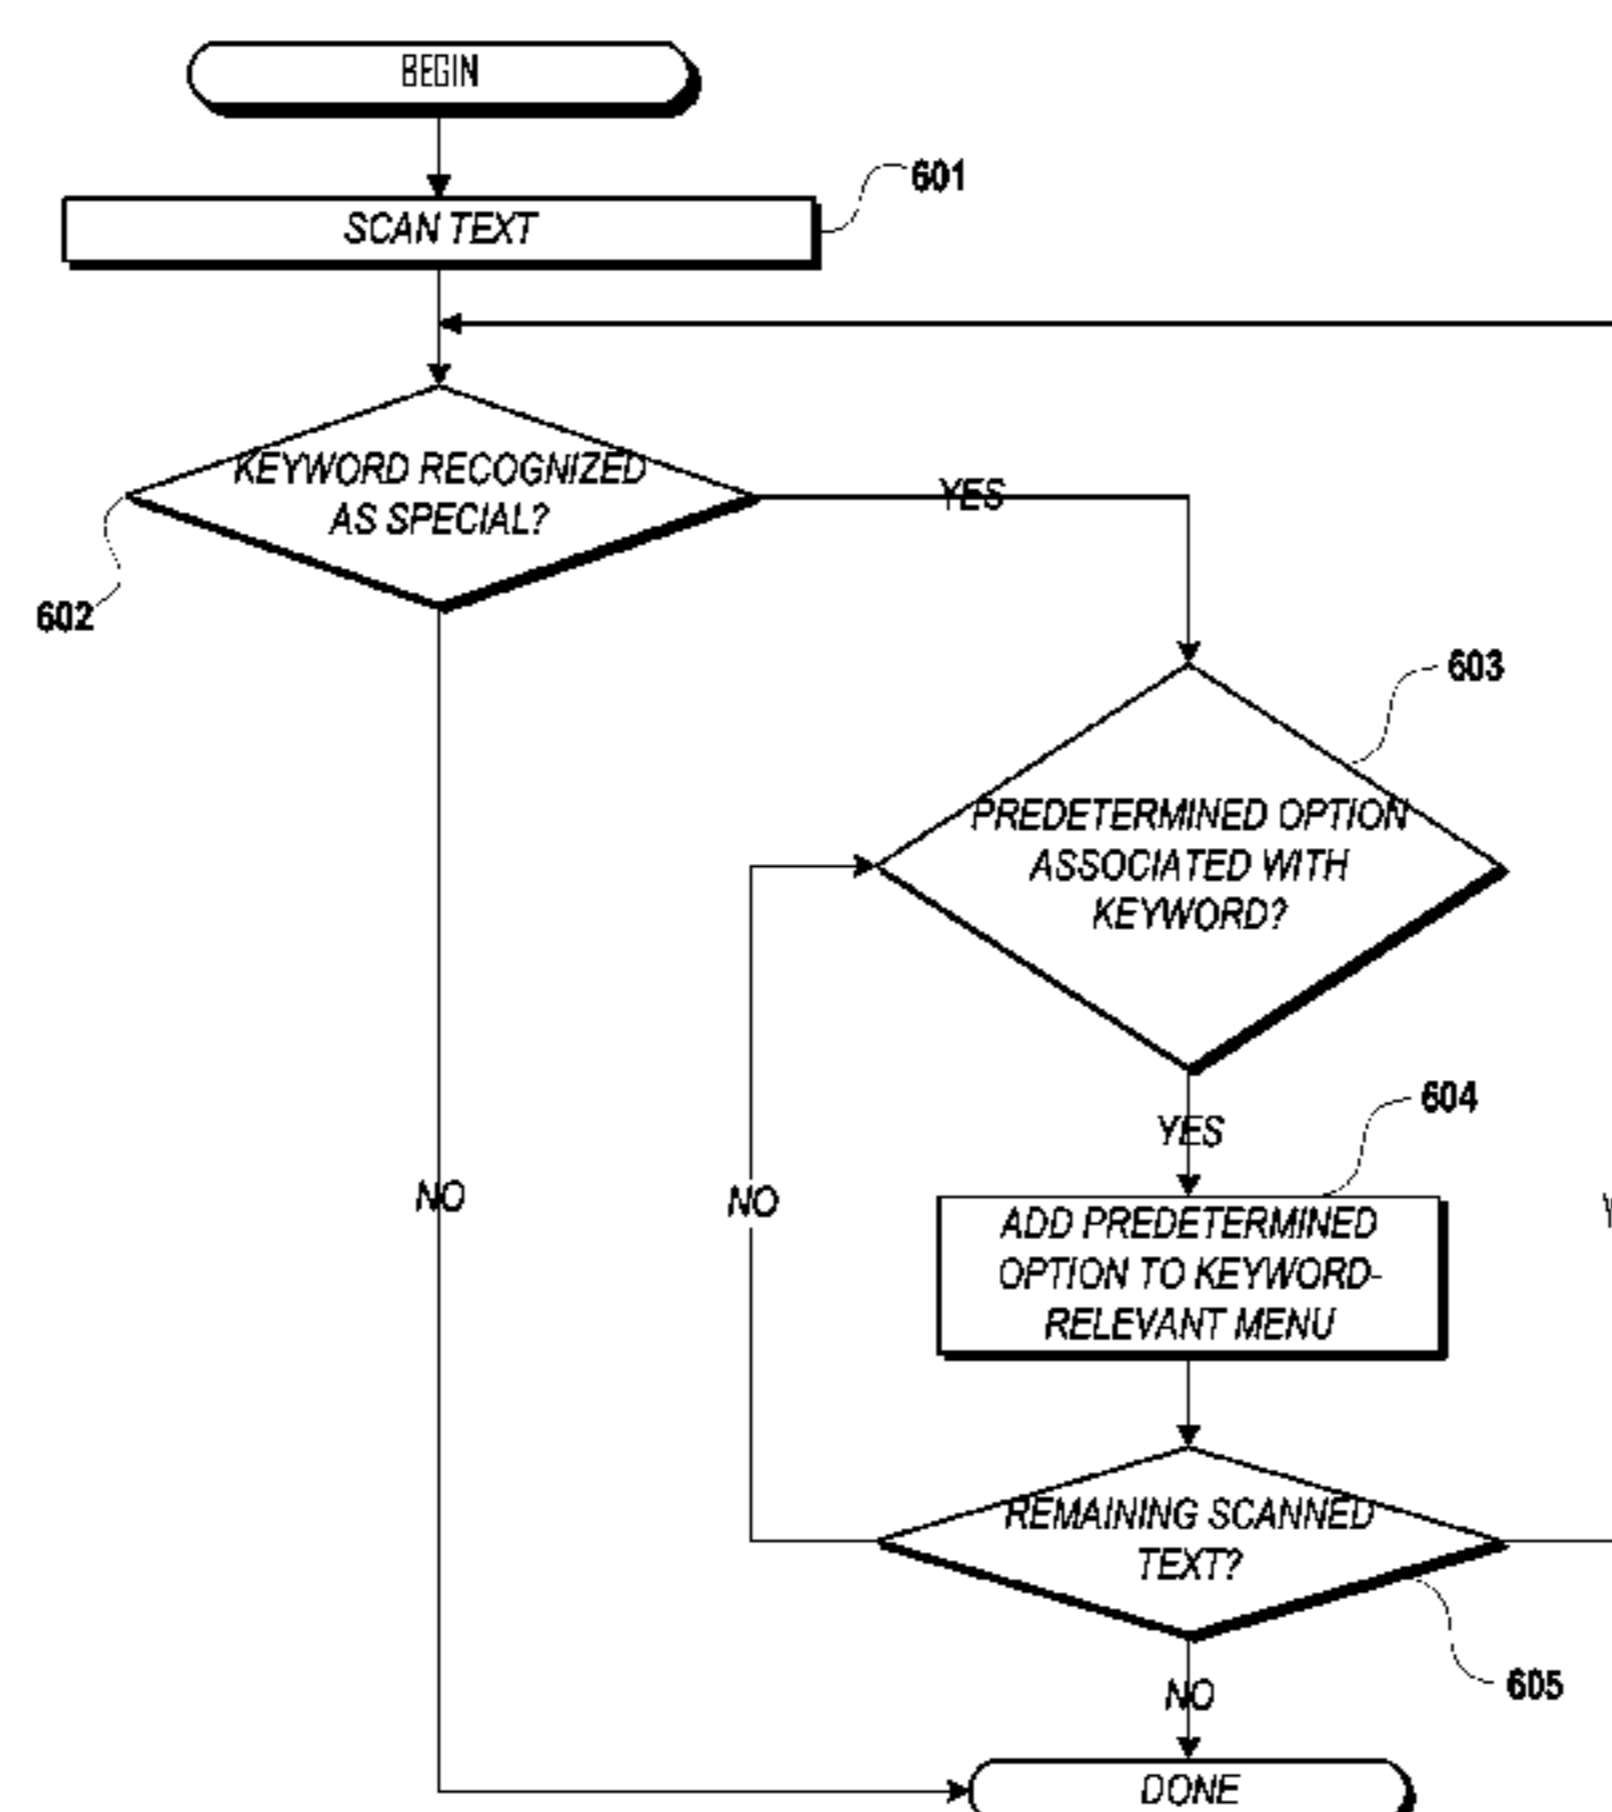 BEGIN
601
SCAN TEXT
KEYWORD RECOGNIZED
AS SPECIAL?
YES
602
603
PREDETERMINED OPTION
ASSOCIATED WITH
KEYWORD?
604
YES
NO
NO
ADD PREDETERMINED
OPTION TO KEYWORD-
RELEVANT MENU
REMAINING SCANNED
TEXT?
605
NO
DONE